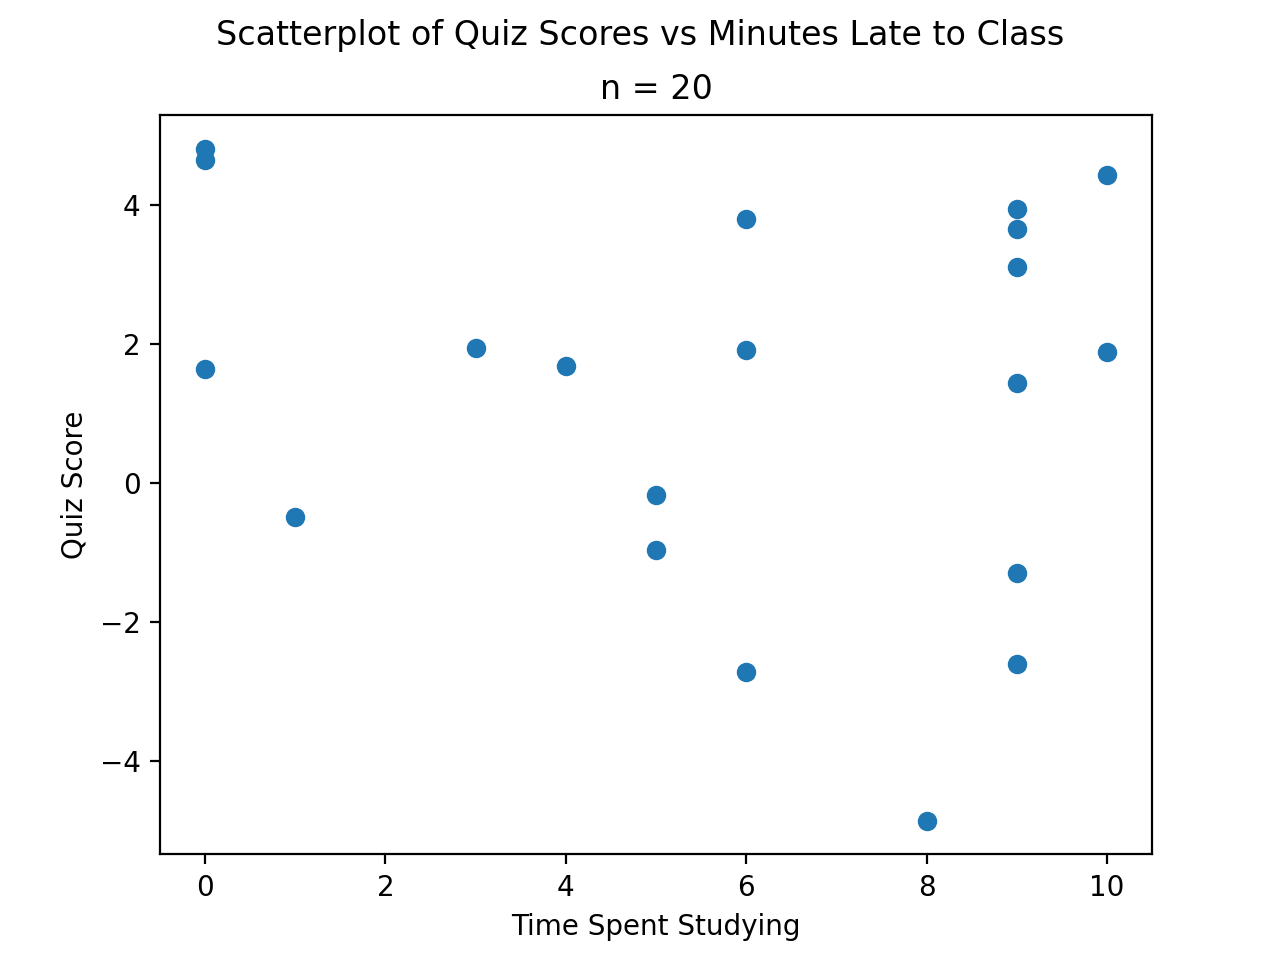 Scatterplot of Quiz Scores vs Minutes Late to Class
n = 20
4
2
0
−2
−4
Quiz Score
0 2 4 6 8 10
Time Spent Studying